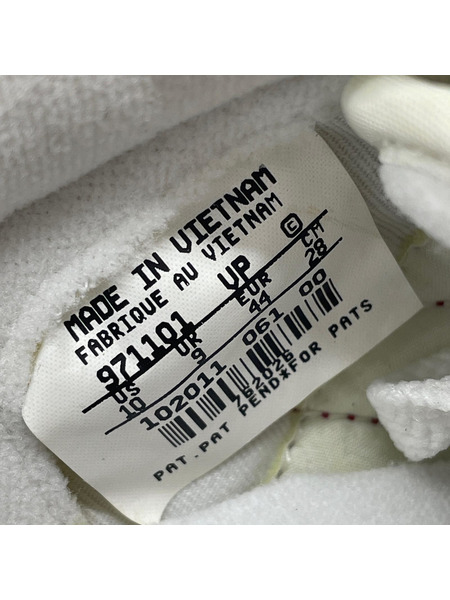 MADE IN VIETNAM
FABRIQUE AU VIETNAM
971101 VP ©
US UK EUR CM
10 9 44 28
102011 061 00
762026
PAT.PAT PEND*FOR PATS